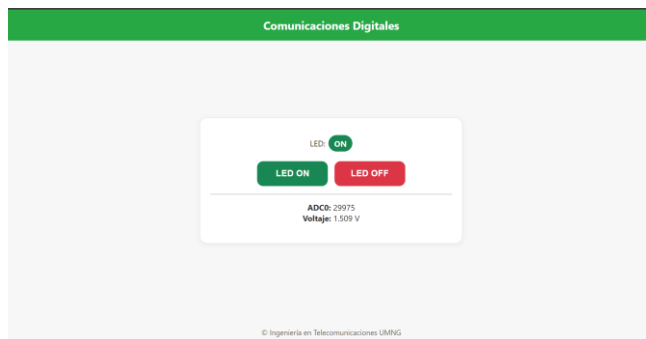 Comunicaciones Digitales
LED: ON
LED ON LED OFF
ADC0: 29975
Voltaje: 1.509 V
© Ingeniería en Telecomunicaciones UMNG